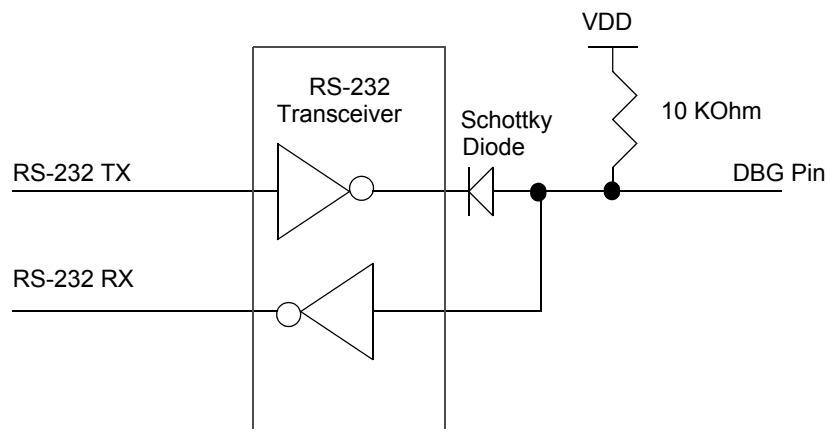 VDD
RS-232
Transceiver
Schottky
Diode
10 KOhm
RS-232 TX
DBG Pin
RS-232 RX